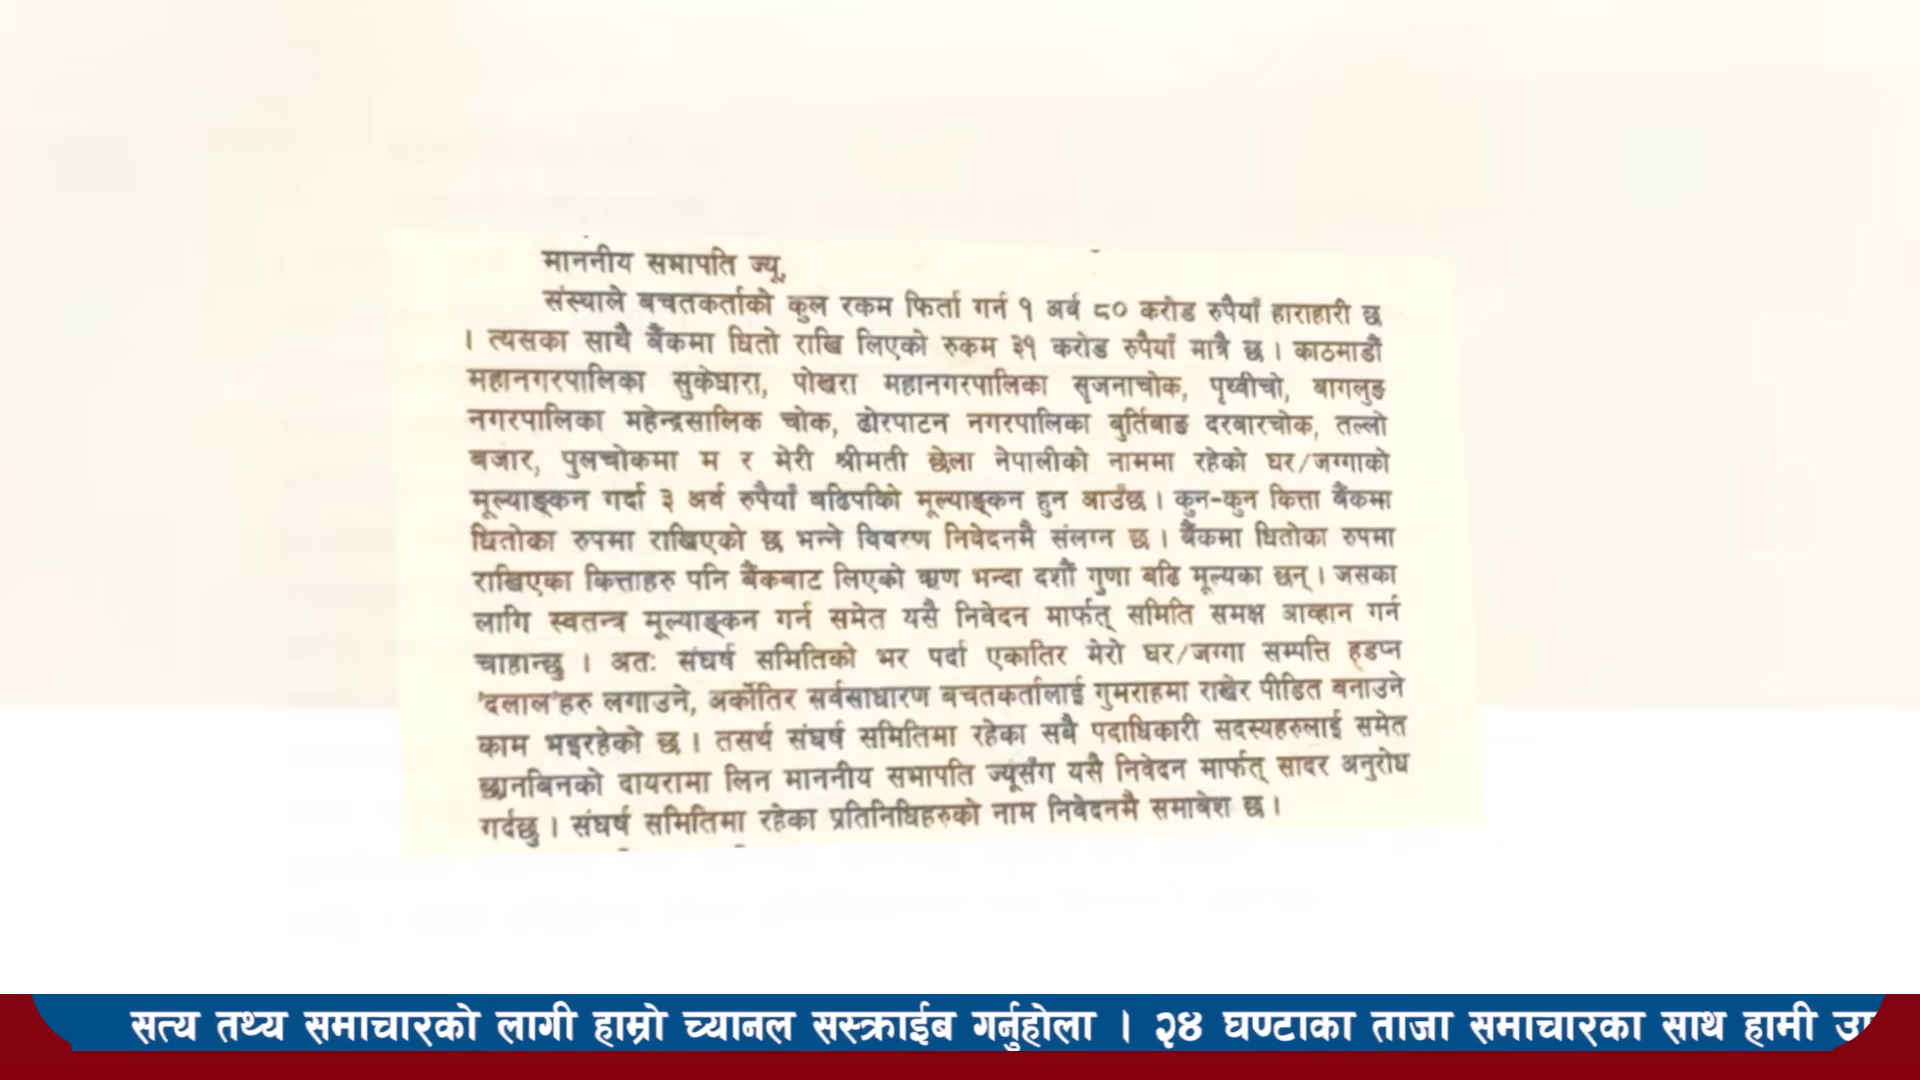 माननीय सभापति ज्यू,
संस्थाले बचतकर्ताको कुल रकम फिर्ता गर्न १ अर्ब ८० करोड रुपैयाँ हाराहारी छ
। त्यसका साथै बैंकमा धितो राखि लिएको रुकम ३१ करोड रुपैयाँ मात्रै छ । काठमाडौं
महानगरपालिका सुकेधारा, पोखरा महानगरपालिका सृजनाचोक, पृथ्वीचो, बागलुङ
नगरपालिका महेन्द्रसालिक चोक, ढोरपाटन नगरपालिका बुर्तिबाङ दरबारचोक, तल्लो
बजार, पुलचोकमा म र मेरी श्रीमती छेला नेपालीको नाममा रहेको घर/जग्गाको
मूल्याङ्कन गर्दा ३ अर्ब रुपैयाँ बढिपकिो मूल्याङ्कन हुन आउँछ । कुन-कुन कित्ता बैंकमा
धितोका रुपमा राखिएको छ भन्ने विवरण निवेदनमै संलग्न छ । बैंकमा धितोका रुपमा
राखिएका कित्ताहरु पनि बैंकबाट लिएको ऋण भन्दा दशौं गुणा बढि मूल्यका छन् । जसका
लागि स्वतन्त्र मूल्याङ्कन गर्न समेत यसै निवेदन मार्फत् समिति समक्ष आव्हान गर्न
चाहान्छु । अतः संघर्ष समितिको भर पर्दा एकातिर मेरो घर/जग्गा सम्पत्ति हडप्न
'दलाल'हरु लगाउने, अर्कोतिर सर्वसाधारण बचतकर्तालाई गुमराहमा राखेर पीडित बनाउने
काम भइरहेको छ । तसर्थ संघर्ष समितिमा रहेका सबै पदाधिकारी सदस्यहरुलाई समेत
छानबिनको दायरामा लिन माननीय सभापति ज्यूसँग यसै निवेदन मार्फत् सादर अनुरोध
गर्दछु । संघर्ष समितिमा रहेका प्रतिनिधिहरुको नाम निवेदनमै समावेश छ ।
सत्य तथ्य समाचारको लागी हाम्रो च्यानल सस्क्राईब गर्नुहोला । २४ घण्टाका ताजा समाचारका साथ हामी